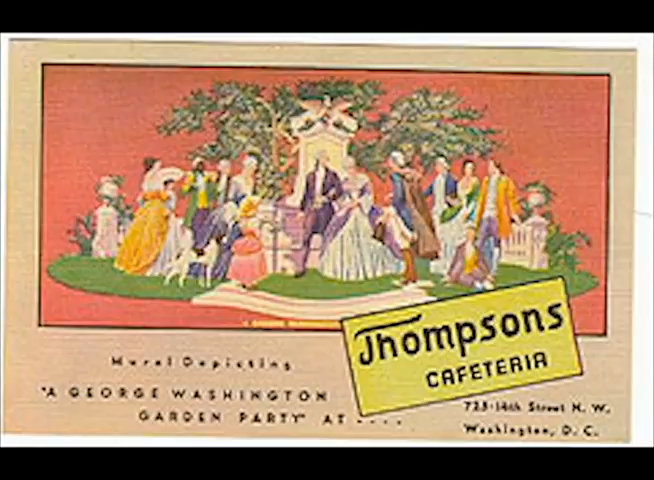 Thompsons
CAFETERIA
Mural Depicting
"A GEORGE WASHINGTON
GARDEN PARTY" AT ....
725-14th Street N. W.
Washington, D. C.